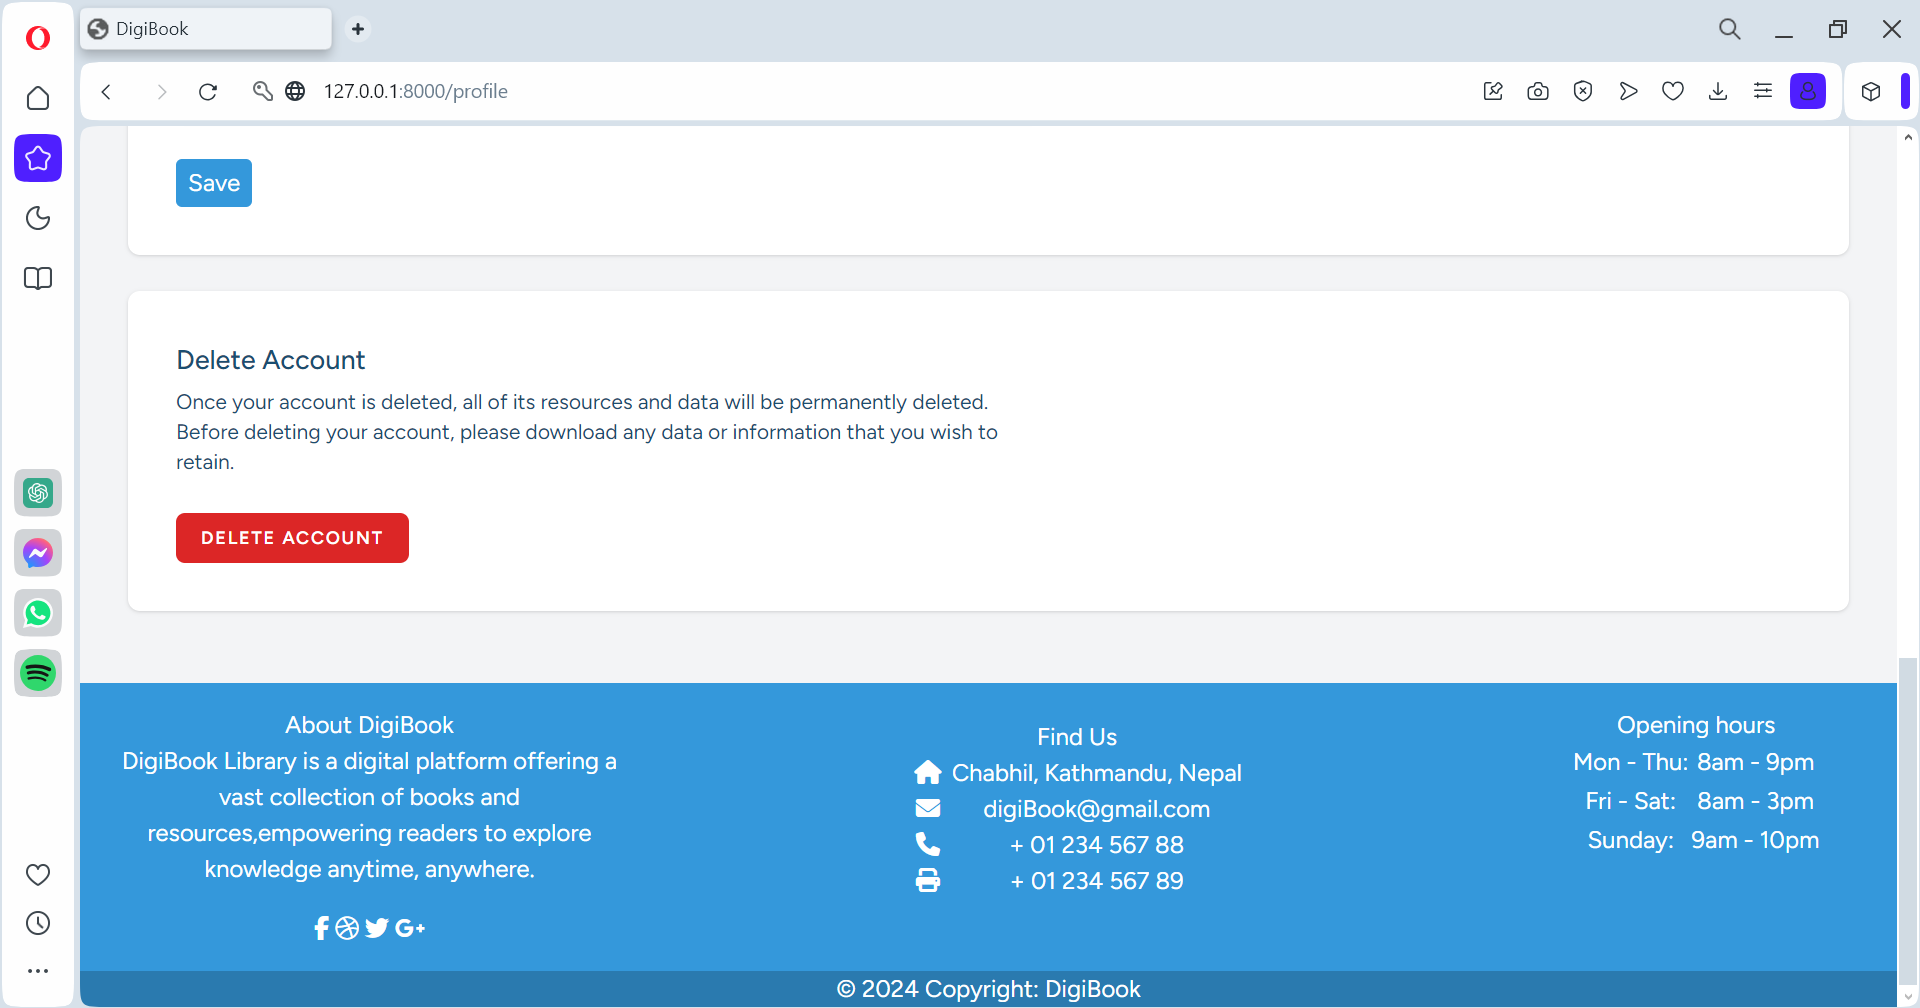 DigiBook
127.0.0.1:8000/profile
Save
Delete Account
Once your account is deleted, all of its resources and data will be permanently deleted.
Before deleting your account, please download any data or information that you wish to
retain.
DELETE ACCOUNT
About DigiBook
DigiBook Library is a digital platform offering a
vast collection of books and
resources,empowering readers to explore
knowledge anytime, anywhere.
G+
Find Us
Chabhil, Kathmandu, Nepal
digiBook@gmail.com
+ 01 234 567 88
+ 01 234 567 89
Opening hours
Mon - Thu: 8am - 9pm
Fri - Sat: 8am - 3pm
Sunday: 9am - 10pm
© 2024 Copyright: DigiBook